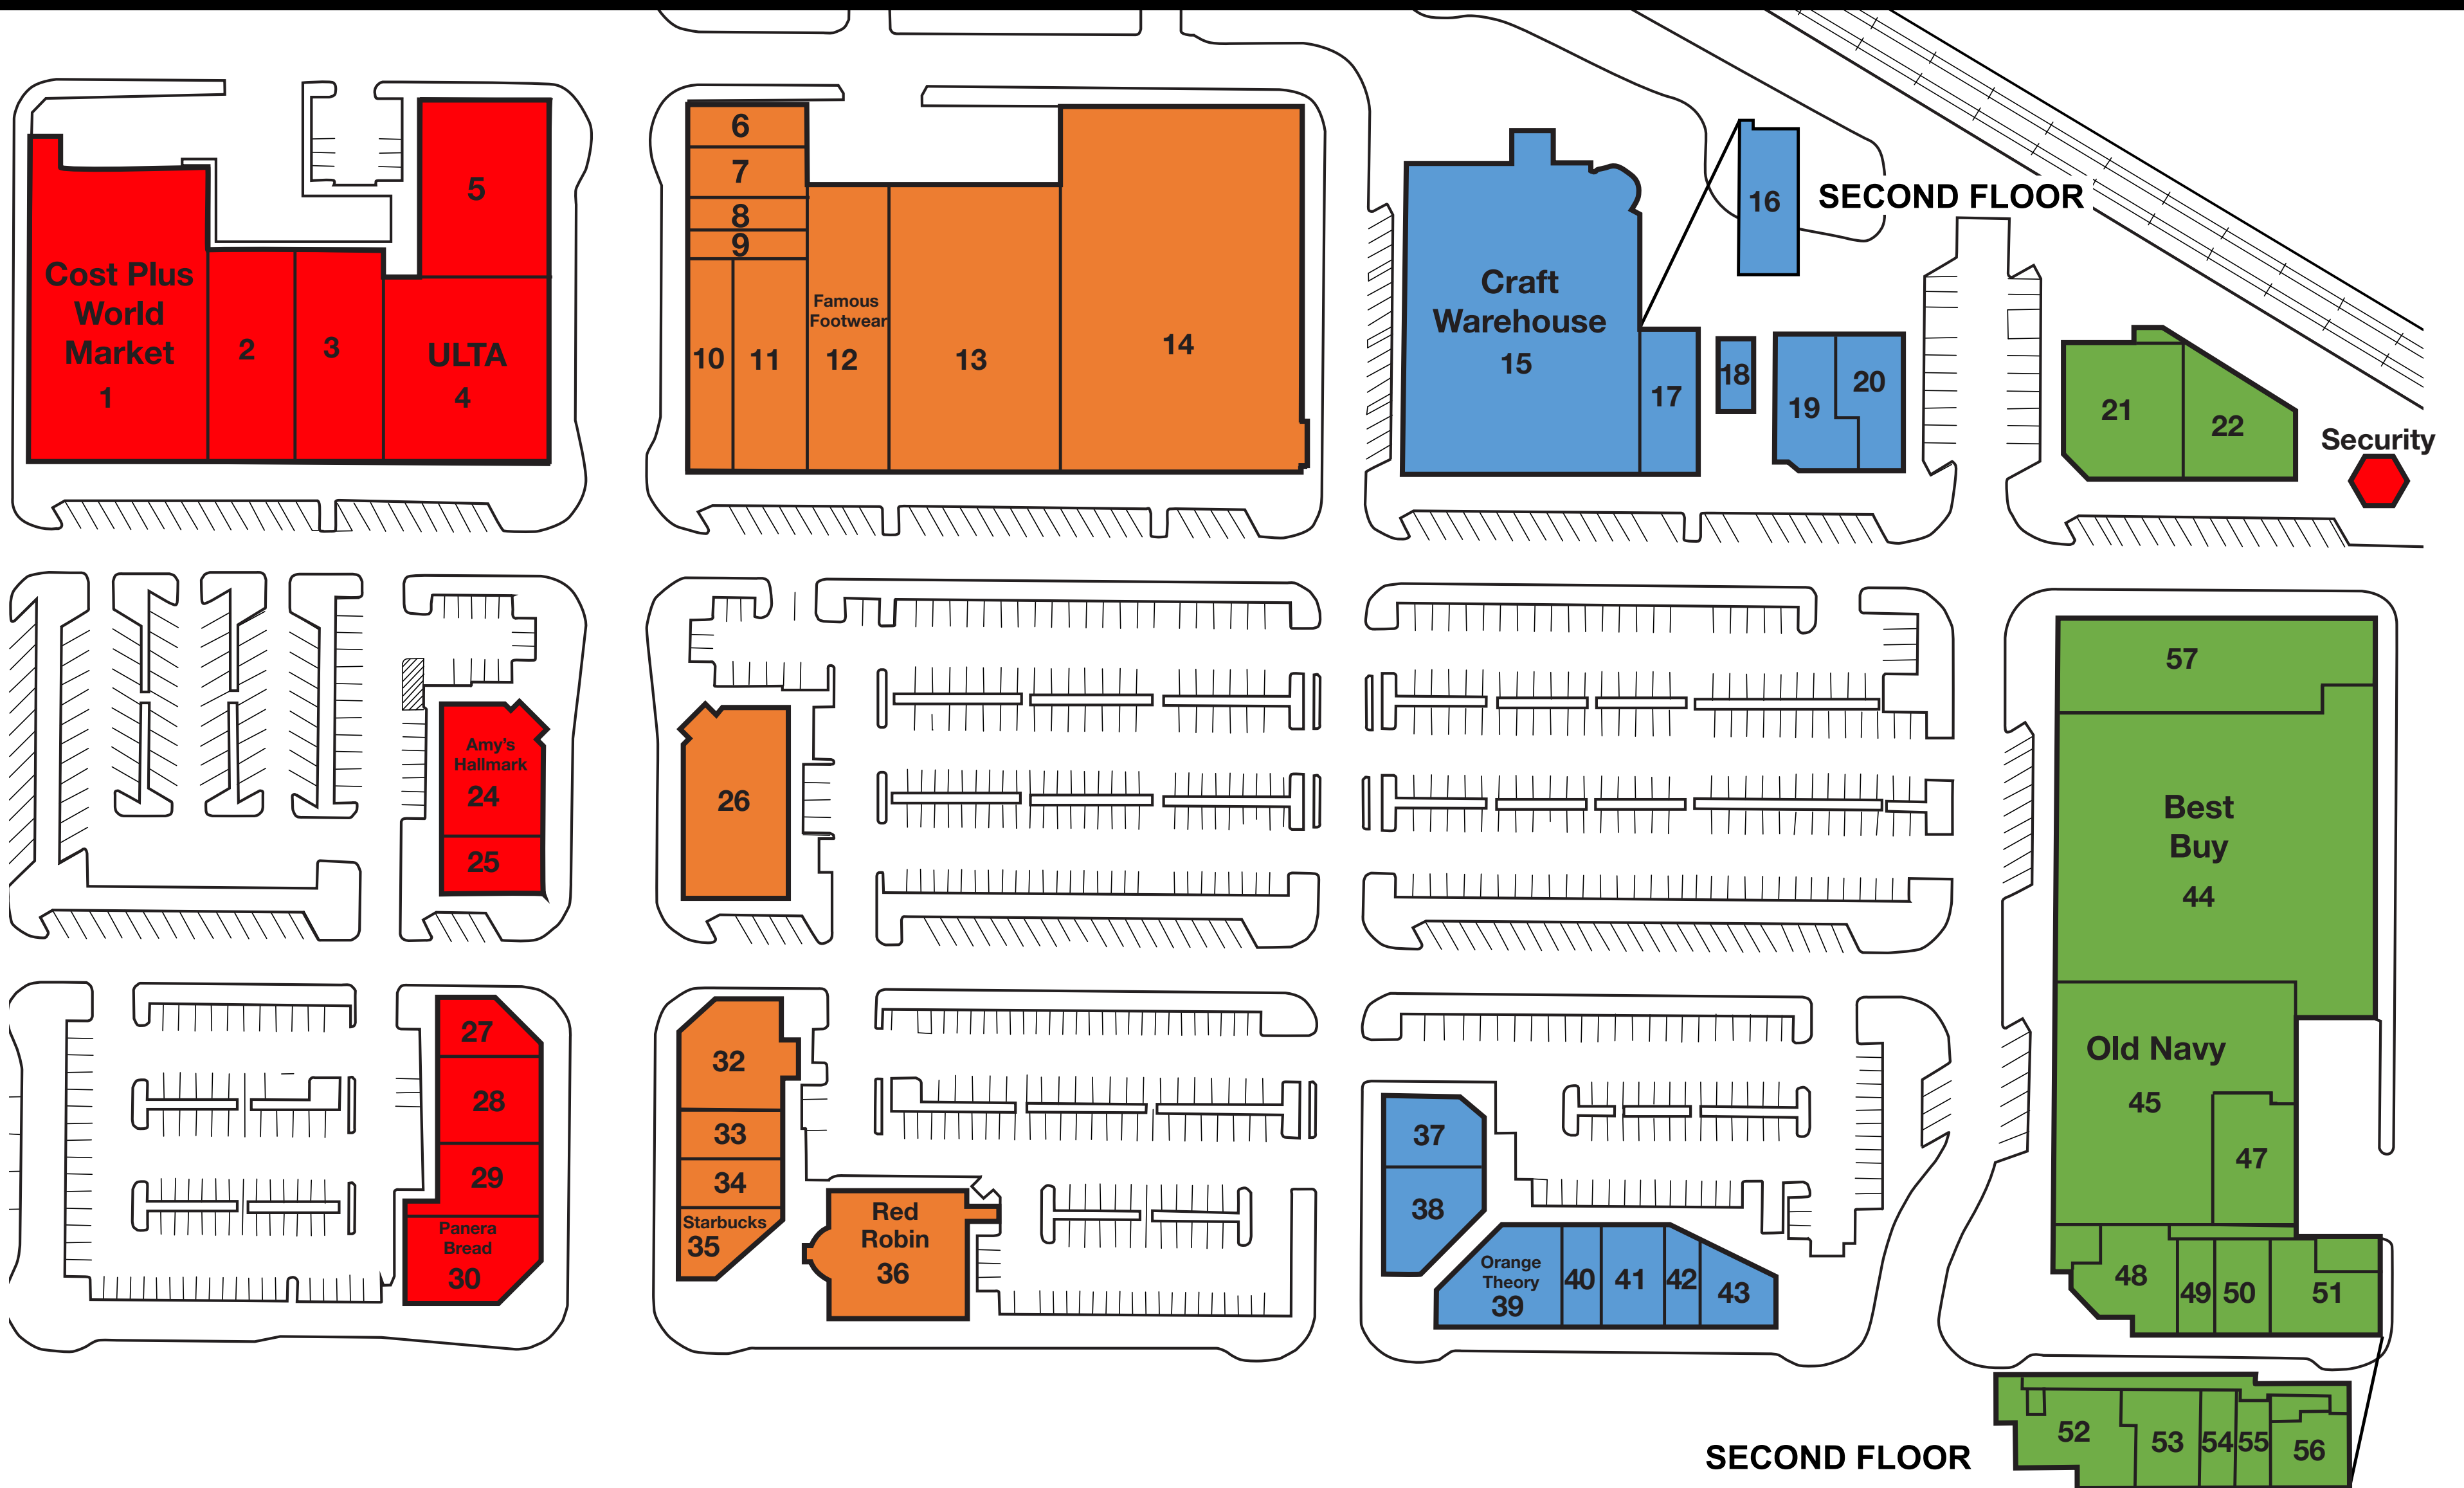 6
5
7
SECOND FLOOR
16
8
9
Cost Plus
World
Market
1
2
3
ULTA
4
Famous
Footwear
10
11
12
13
14
Craft
Warehouse
15
17
18
19
20
21
22
Security
57
Amy's
Hallmark
24
25
26
Best
Buy
44
27
28
29
Panera
Bread
30
32
33
34
Starbucks
35
Red
Robin
36
37
38
Orange
Theory
39
40
41
42
43
Old Navy
45
47
48
49
50
51
SECOND FLOOR
52
53
54
55
56